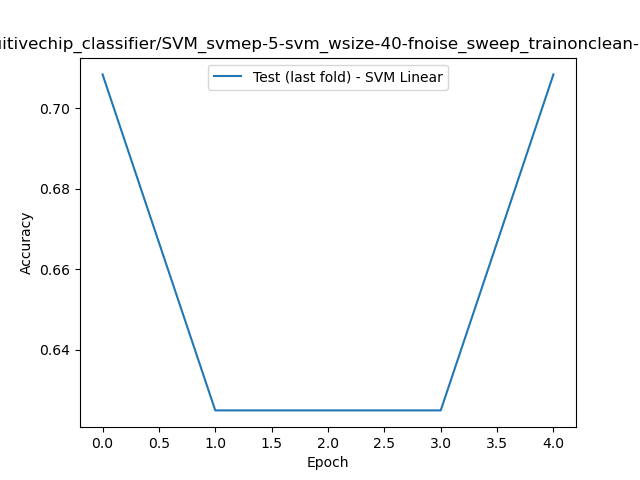 uitivechip_classifier/SVM_svmep-5-svm_wsize-40-fnoise_sweep_trainonclean-
Test (last fold) - SVM Linear
0.70
0.68
0.66
0.64
Accuracy
0.0 0.5 1.0 1.5 2.0 2.5 3.0 3.5 4.0
Epoch